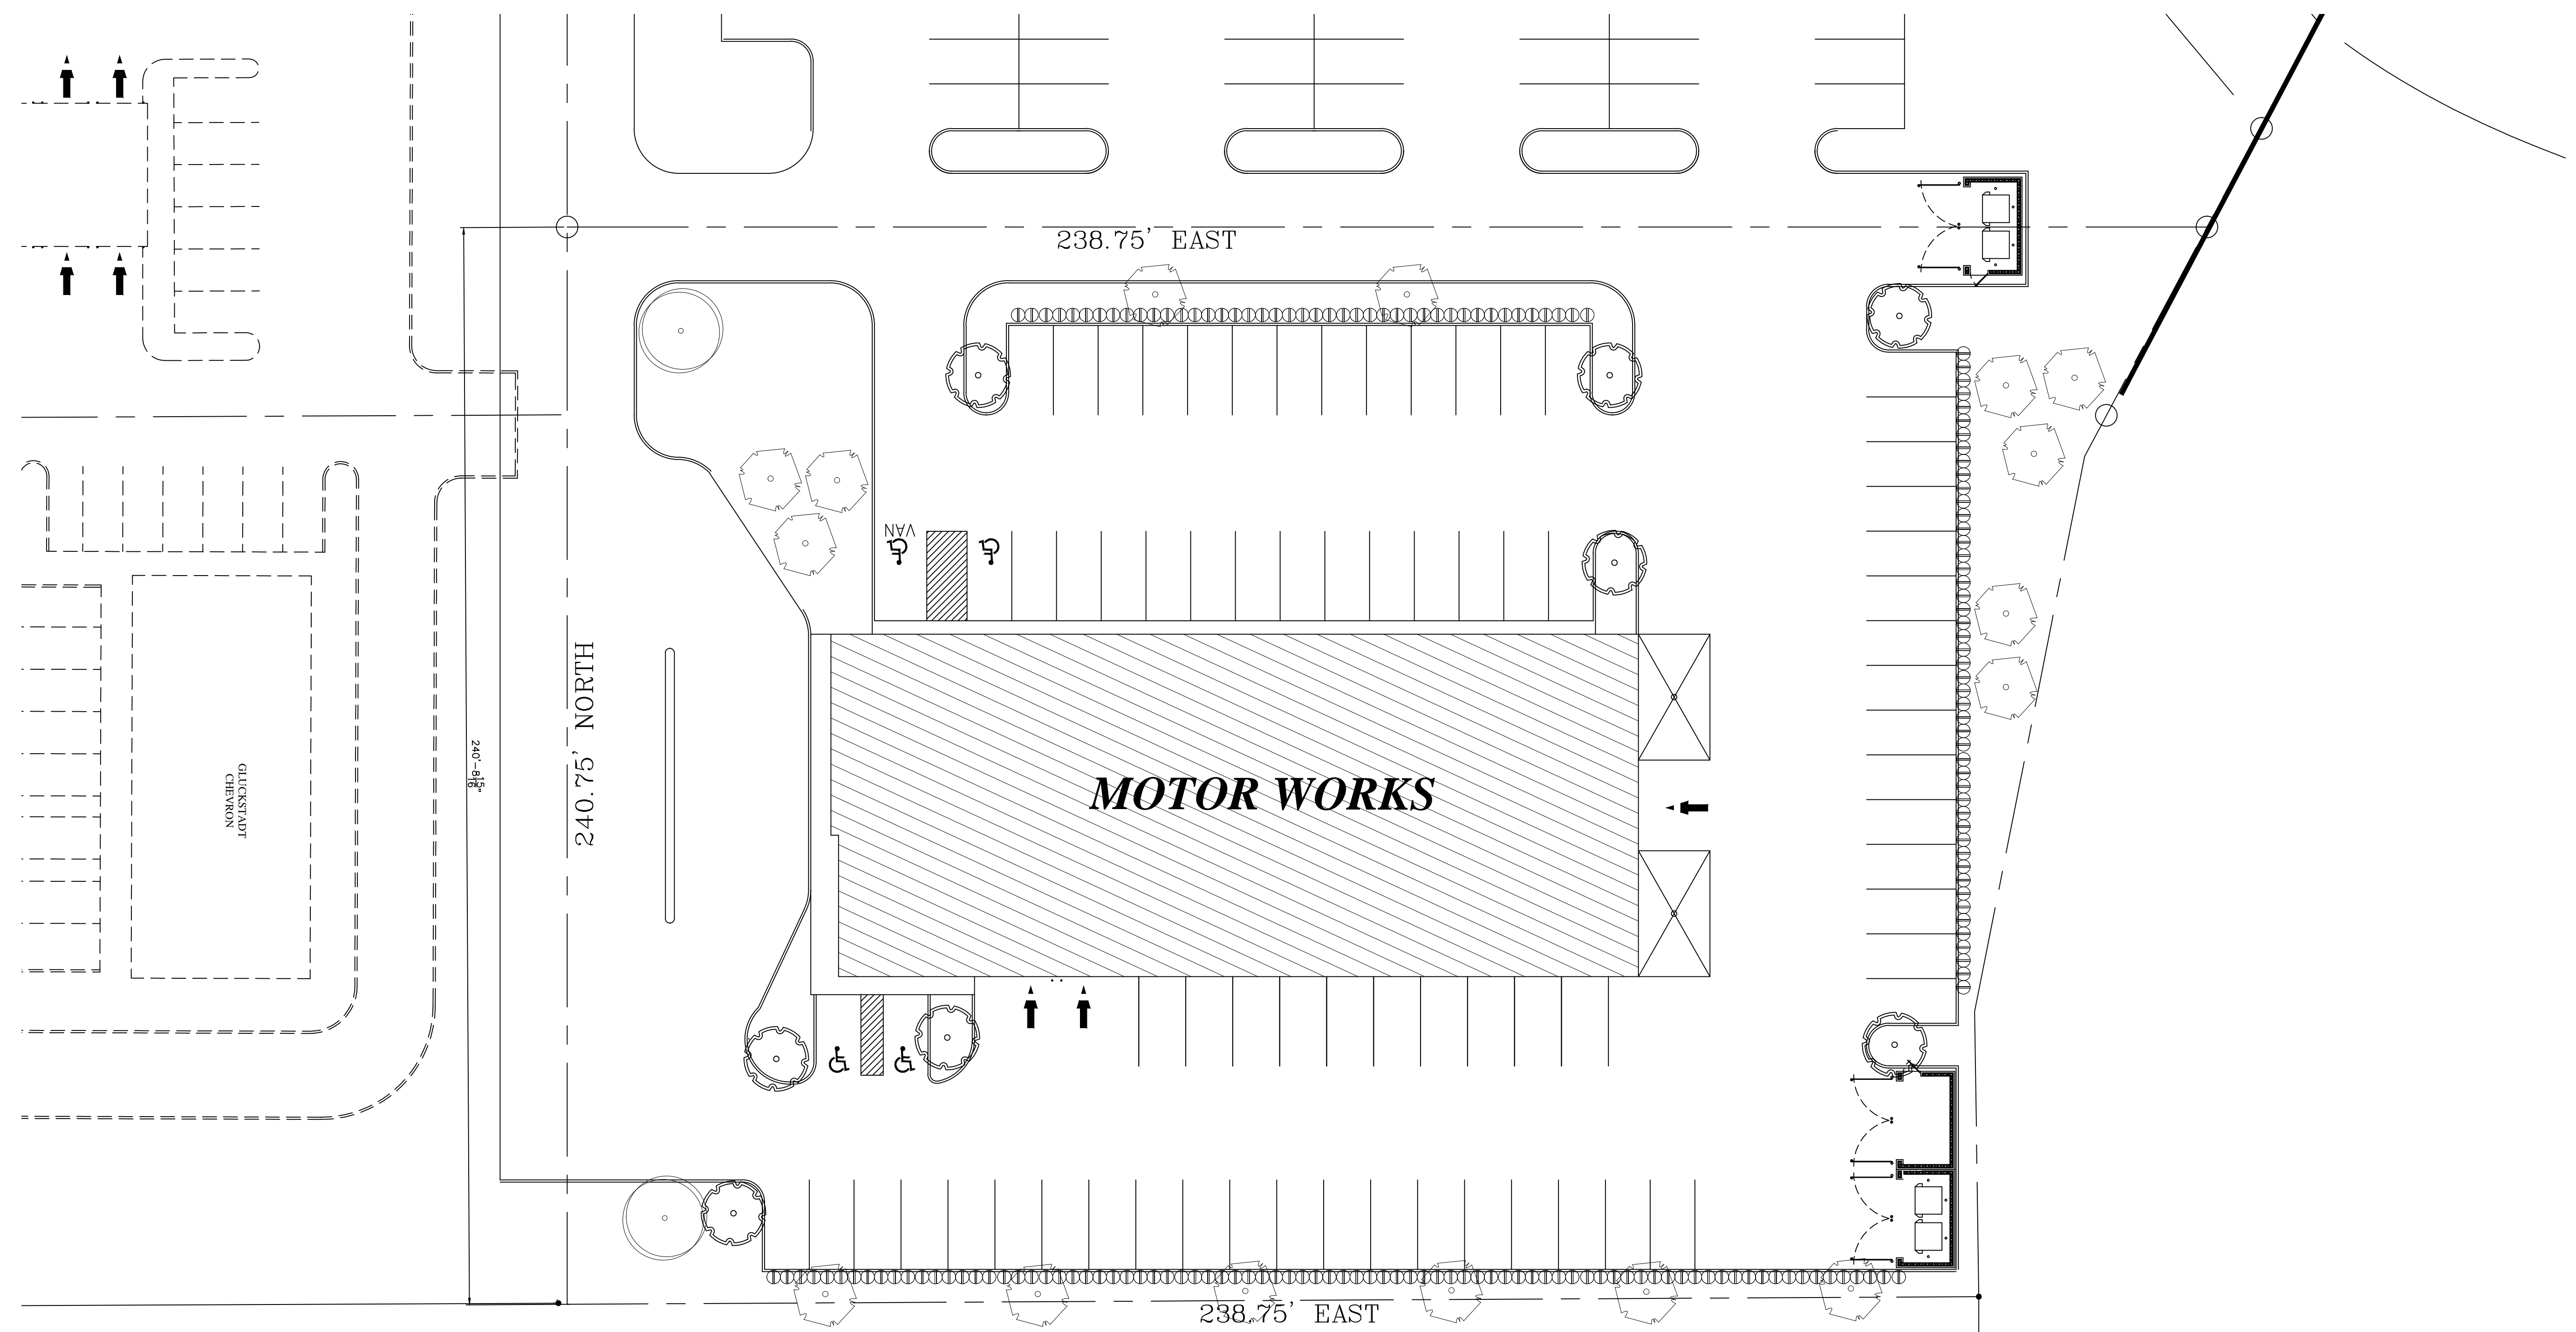 238.75' EAST
VAN
240.75' NORTH
240'-8 15/16"
GLUCKSTADT
CHEVRON
MOTOR WORKS
238.75' EAST